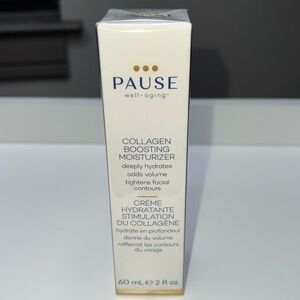 PAUSE
well-aging®
COLLAGEN
BOOSTING
MOISTURIZER
deeply hydrates
adds volume
tightens facial
contours
CRÈME
HYDRATANTE
STIMULATION
DU COLLAGÈNE
hydrate en profondeur
donne du volume
raffermit les contours
du visage
60 mL ℮ 2 fl oz